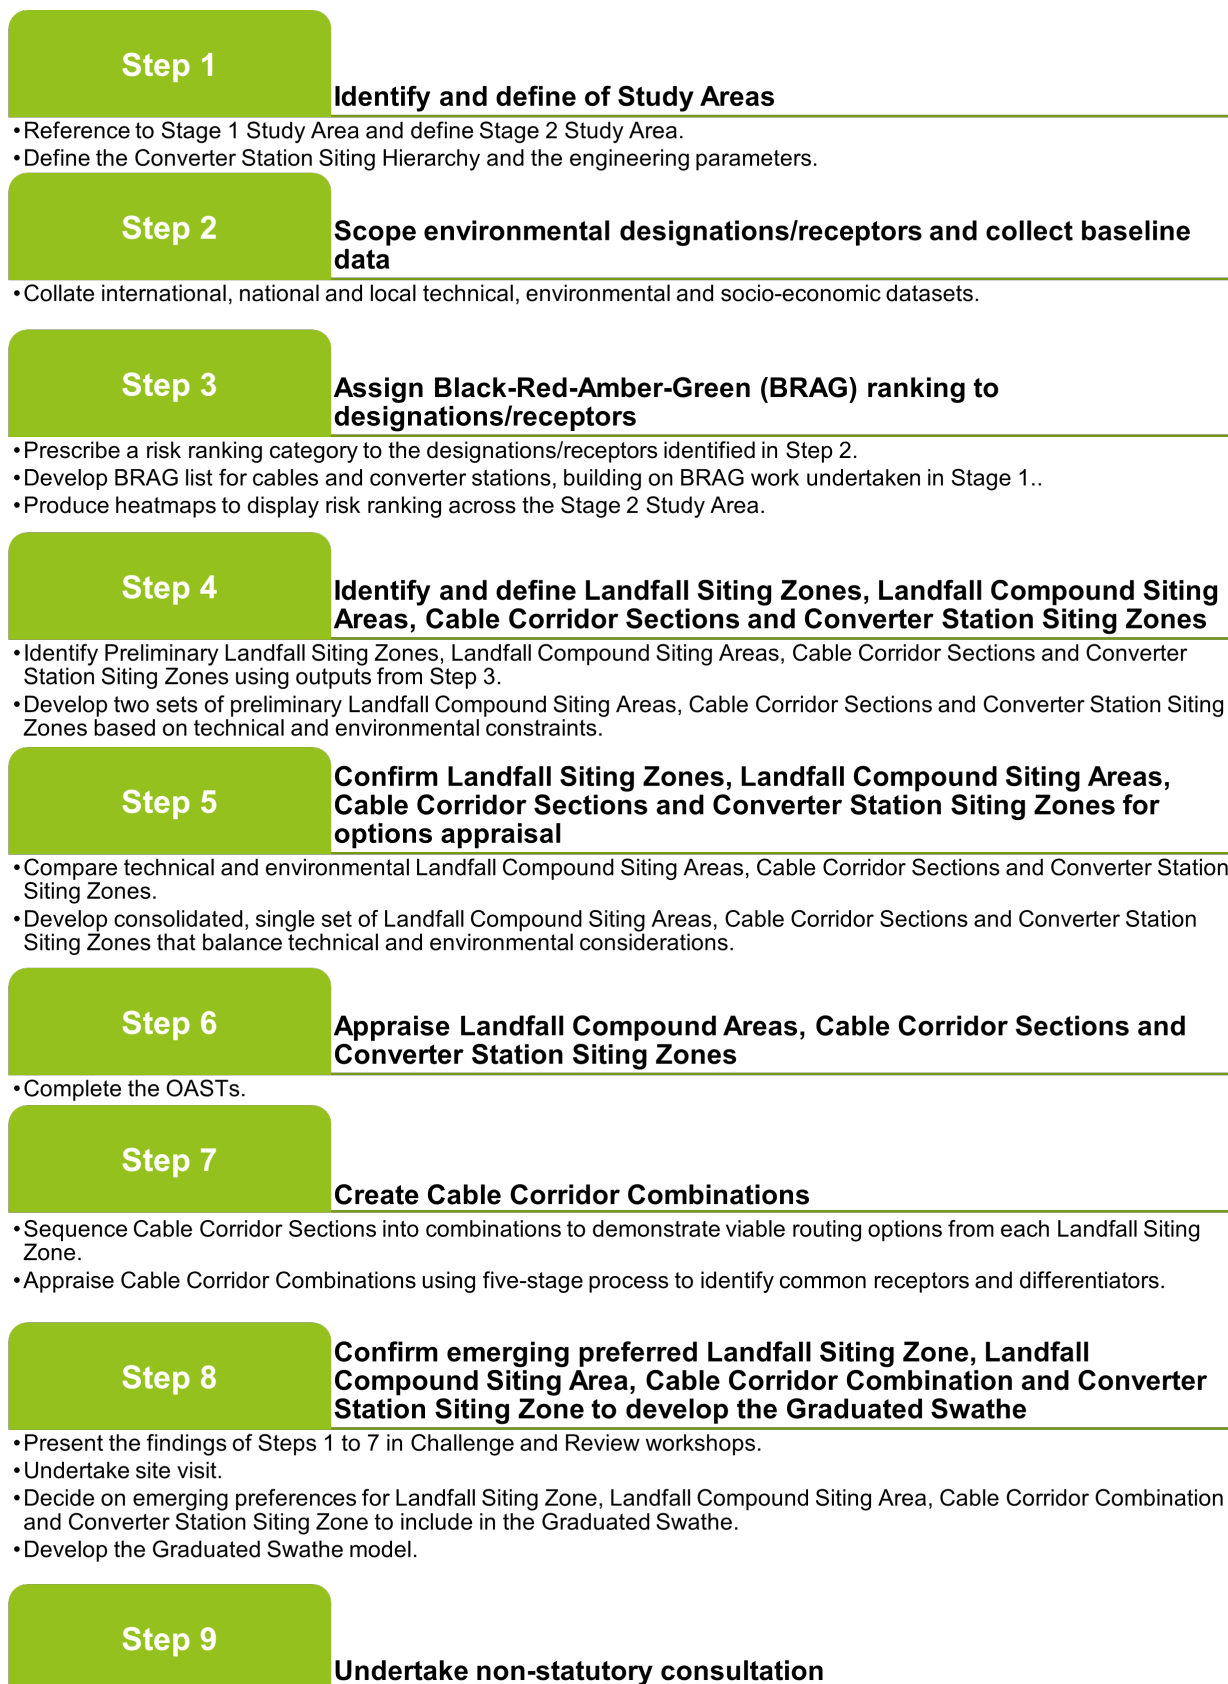 Step 1
Identify and define of Study Areas
•Reference to Stage 1 Study Area and define Stage 2 Study Area.
•Define the Converter Station Siting Hierarchy and the engineering parameters.
Step 2
Scope environmental designations/receptors and collect baseline
data
•Collate international, national and local technical, environmental and socio-economic datasets.
Step 3
Assign Black-Red-Amber-Green (BRAG) ranking to
designations/receptors
•Prescribe a risk ranking category to the designations/receptors identified in Step 2.
•Develop BRAG list for cables and converter stations, building on BRAG work undertaken in Stage 1..
•Produce heatmaps to display risk ranking across the Stage 2 Study Area.
Step 4
Identify and define Landfall Siting Zones, Landfall Compound Siting
Areas, Cable Corridor Sections and Converter Station Siting Zones
•Identify Preliminary Landfall Siting Zones, Landfall Compound Siting Areas, Cable Corridor Sections and Converter
Station Siting Zones using outputs from Step 3.
•Develop two sets of preliminary Landfall Compound Siting Areas, Cable Corridor Sections and Converter Station Siting
Zones based on technical and environmental constraints.
Step 5
Confirm Landfall Siting Zones, Landfall Compound Siting Areas,
Cable Corridor Sections and Converter Station Siting Zones for
options appraisal
•Compare technical and environmental Landfall Compound Siting Areas, Cable Corridor Sections and Converter Station
Siting Zones.
•Develop consolidated, single set of Landfall Compound Siting Areas, Cable Corridor Sections and Converter Station
Siting Zones that balance technical and environmental considerations.
Step 6
Appraise Landfall Compound Areas, Cable Corridor Sections and
Converter Station Siting Zones
•Complete the OASTs.
Step 7
Create Cable Corridor Combinations
•Sequence Cable Corridor Sections into combinations to demonstrate viable routing options from each Landfall Siting
Zone.
•Appraise Cable Corridor Combinations using five-stage process to identify common receptors and differentiators.
Step 8
Confirm emerging preferred Landfall Siting Zone, Landfall
Compound Siting Area, Cable Corridor Combination and Converter
Station Siting Zone to develop the Graduated Swathe
•Present the findings of Steps 1 to 7 in Challenge and Review workshops.
•Undertake site visit.
•Decide on emerging preferences for Landfall Siting Zone, Landfall Compound Siting Area, Cable Corridor Combination
and Converter Station Siting Zone to include in the Graduated Swathe.
•Develop the Graduated Swathe model.
Step 9
Undertake non-statutory consultation